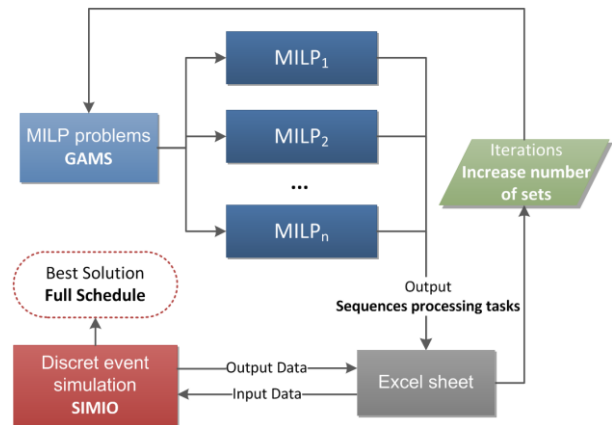 MILP problems
GAMS
MILP1
MILP2
...
MILPn
Iterations
Increase number
of sets
Best Solution
Full Schedule
Output
Sequences processing tasks
Discret event
simulation
SIMIO
Output Data
Input Data
Excel sheet